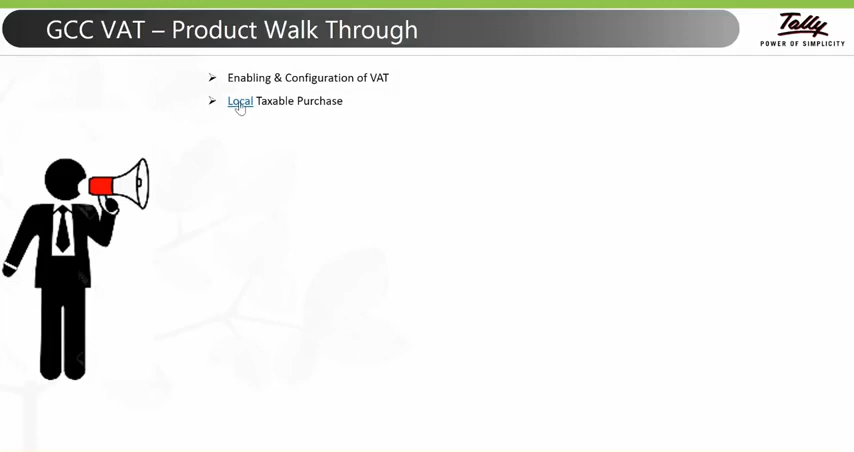 GCC VAT – Product Walk Through
Tally
POWER OF SIMPLICITY
➢ Enabling & Configuration of VAT
➢ Local Taxable Purchase